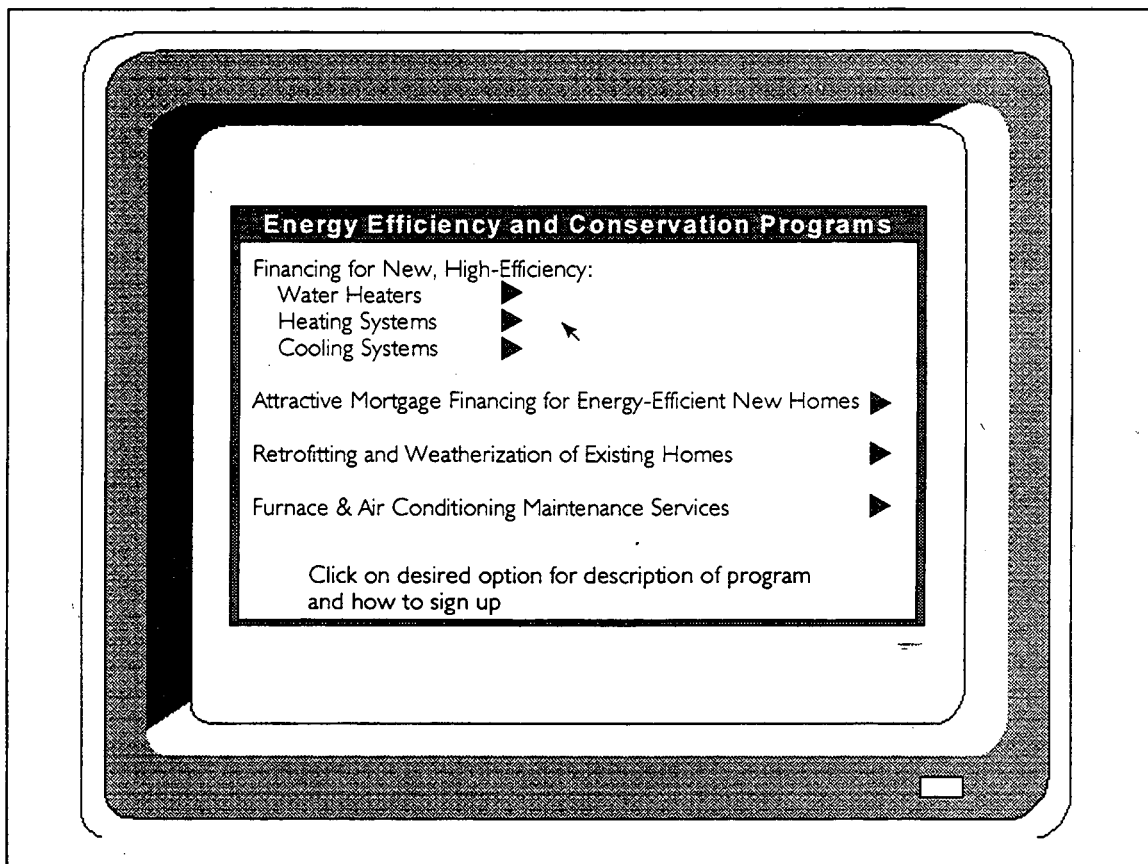 Energy Efficiency and Conservation Programs
Financing for New, High-Efficiency:
Water Heaters
Heating Systems
Cooling Systems
Attractive Mortgage Financing for Energy-Efficient New Homes
Retrofitting and Weatherization of Existing Homes
Furnace & Air Conditioning Maintenance Services
Click on desired option for description of program
and how to sign up